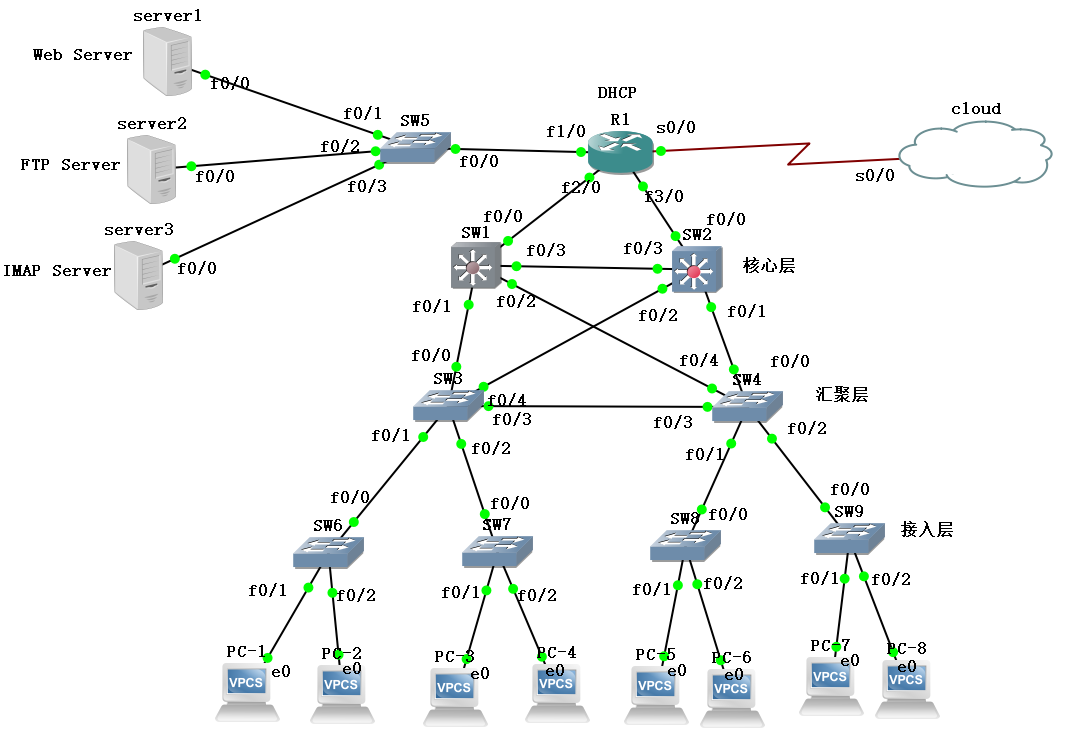 server1
Web Server
f0/0
DHCP
cloud
f0/1
SW5
R1
server2
f0/2
f1/0
s0/0
FTP Server
f0/0
f0/3
f0/0
s0/0
f2/0
f3/0
server3
f0/0
f0/0
SW1
SW2
IMAP Server
f0/0
f0/3
f0/3
核心层
f0/1
f0/2
f0/2
f0/1
f0/0
f0/4
f0/0
SW3
SW4
汇聚层
f0/4
f0/3
f0/3
f0/1
f0/2
f0/1
f0/2
f0/0
f0/0
f0/0
f0/0
SW6
SW7
SW8
SW9
接入层
f0/1
f0/2
f0/1
f0/2
f0/1
f0/2
f0/1
f0/2
PC-1
PC-2
PC-3
PC-4
PC-5
PC-6
PC-7
PC-8
e0
e0
e0
e0
e0
e0
e0
e0
VPCS
VPCS
VPCS
VPCS
VPCS
VPCS
VPCS
VPCS